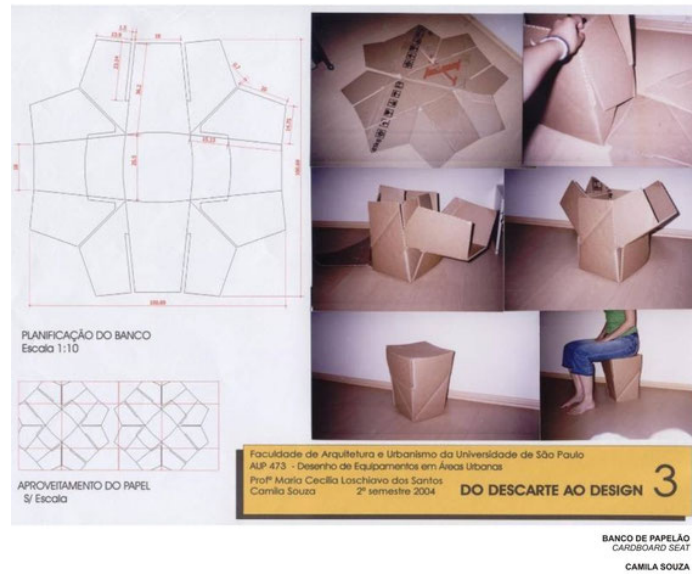 PLANIFICAÇÃO DO BANCO
Escala 1:10
APROVEITAMENTO DO PAPEL
S/ Escala
Faculdade de Arquitetura e Urbanismo da Universidade de São Paulo
AUP 473 - Desenho de Equipamentos em Áreas Urbanas
Profª Maria Cecília Loschiavo dos Santos
Camila Souza 2º semestre 2004
DO DESCARTE AO DESIGN 3
BANCO DE PAPELÃO
CARDBOARD SEAT
CAMILA SOUZA